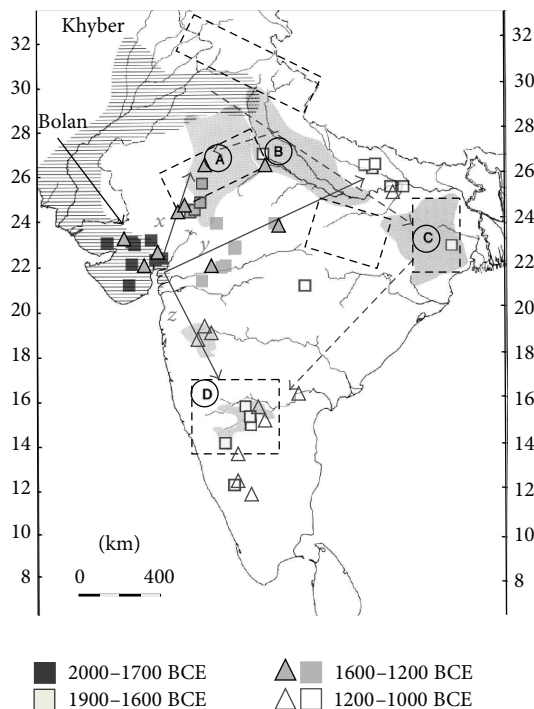 32
Khyber
32
30
30
Bolan
28
28
A
B
26
26
x
24
24
y
C
22
22
z
20
20
18
18
D
16
16
14
14
12
12
(km)
10
10
0
400
8
8
2000–1700 BCE
1600–1200 BCE
1900–1600 BCE
1200–1000 BCE